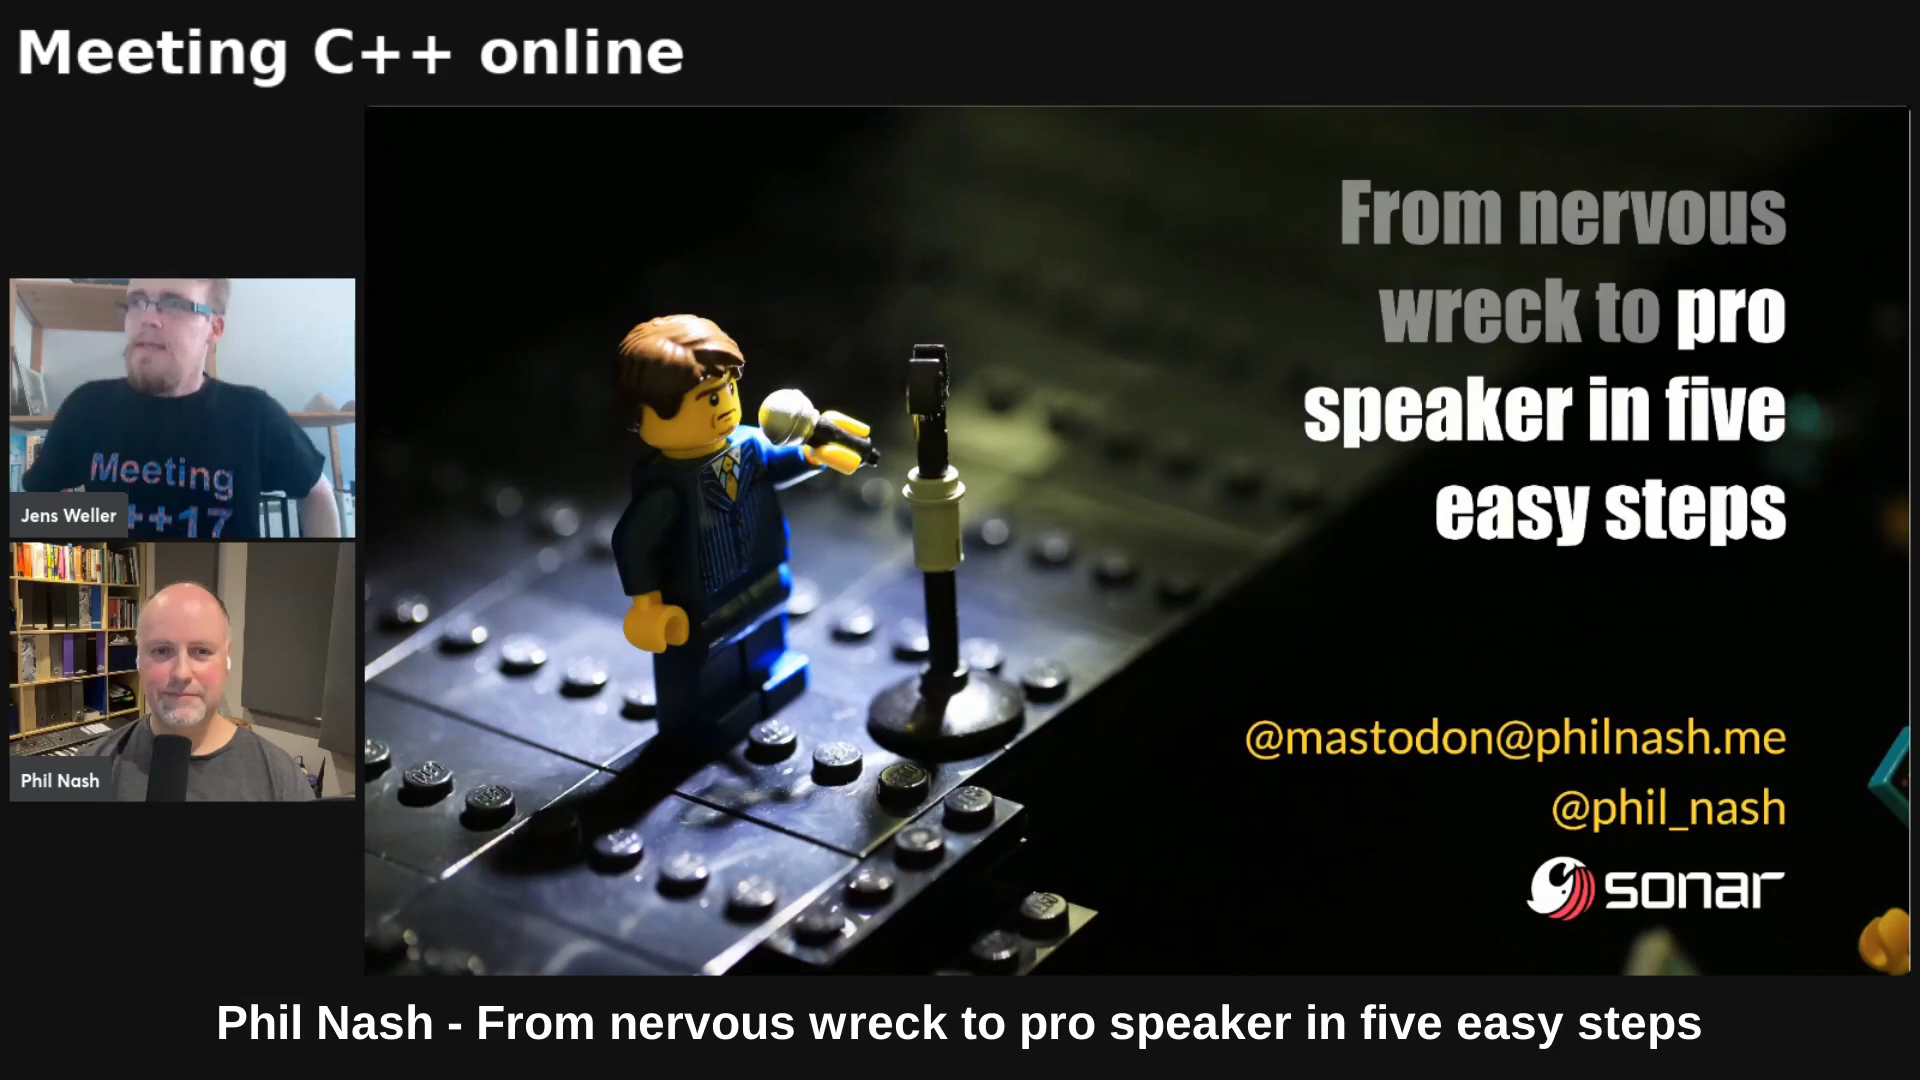 Meeting C++ online
From nervous
wreck to pro
speaker in five
easy steps
Meeting
++17
Jens Weller
Phil Nash
@mastodon@philnash.me
@phil_nash
sonar
Phil Nash - From nervous wreck to pro speaker in five easy steps